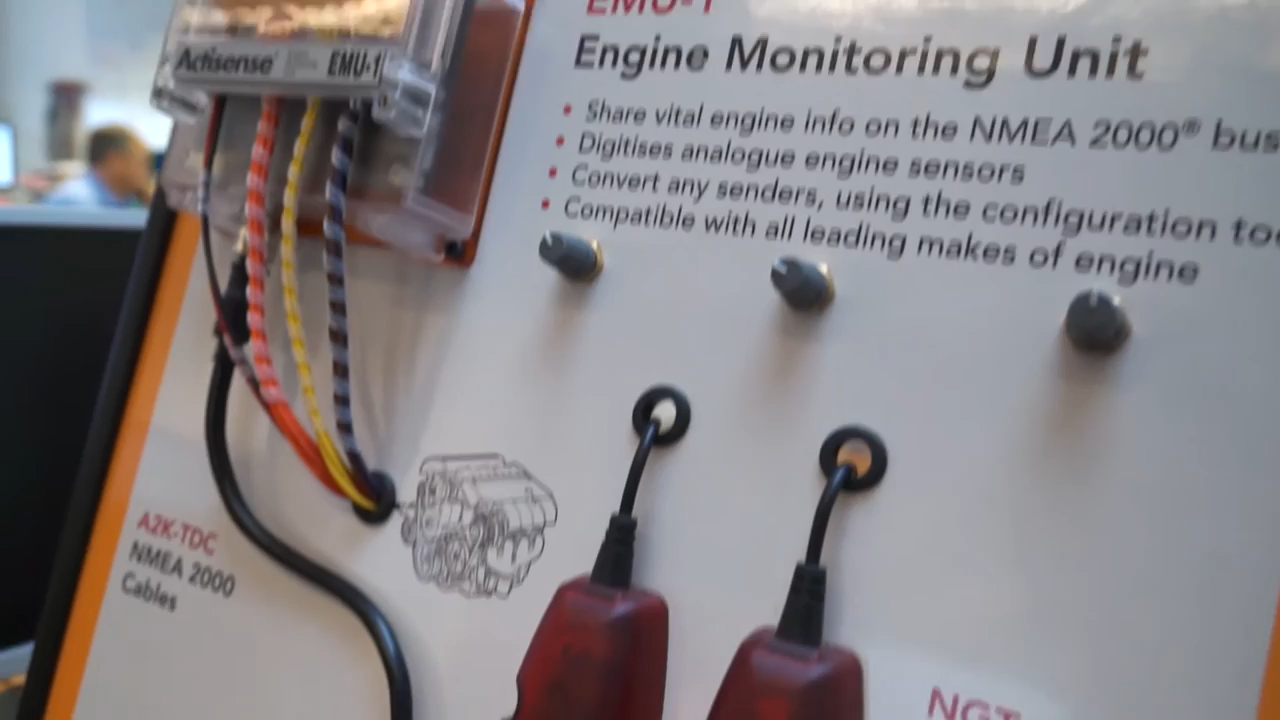 EMU-1
Engine Monitoring Unit
• Share vital engine info on the NMEA 2000® bus
• Digitises analogue engine sensors
• Convert any senders, using the configuration too
• Compatible with all leading makes of engine
Actisense EMU-1
A2K-TDC
NMEA 2000
Cables
NGT